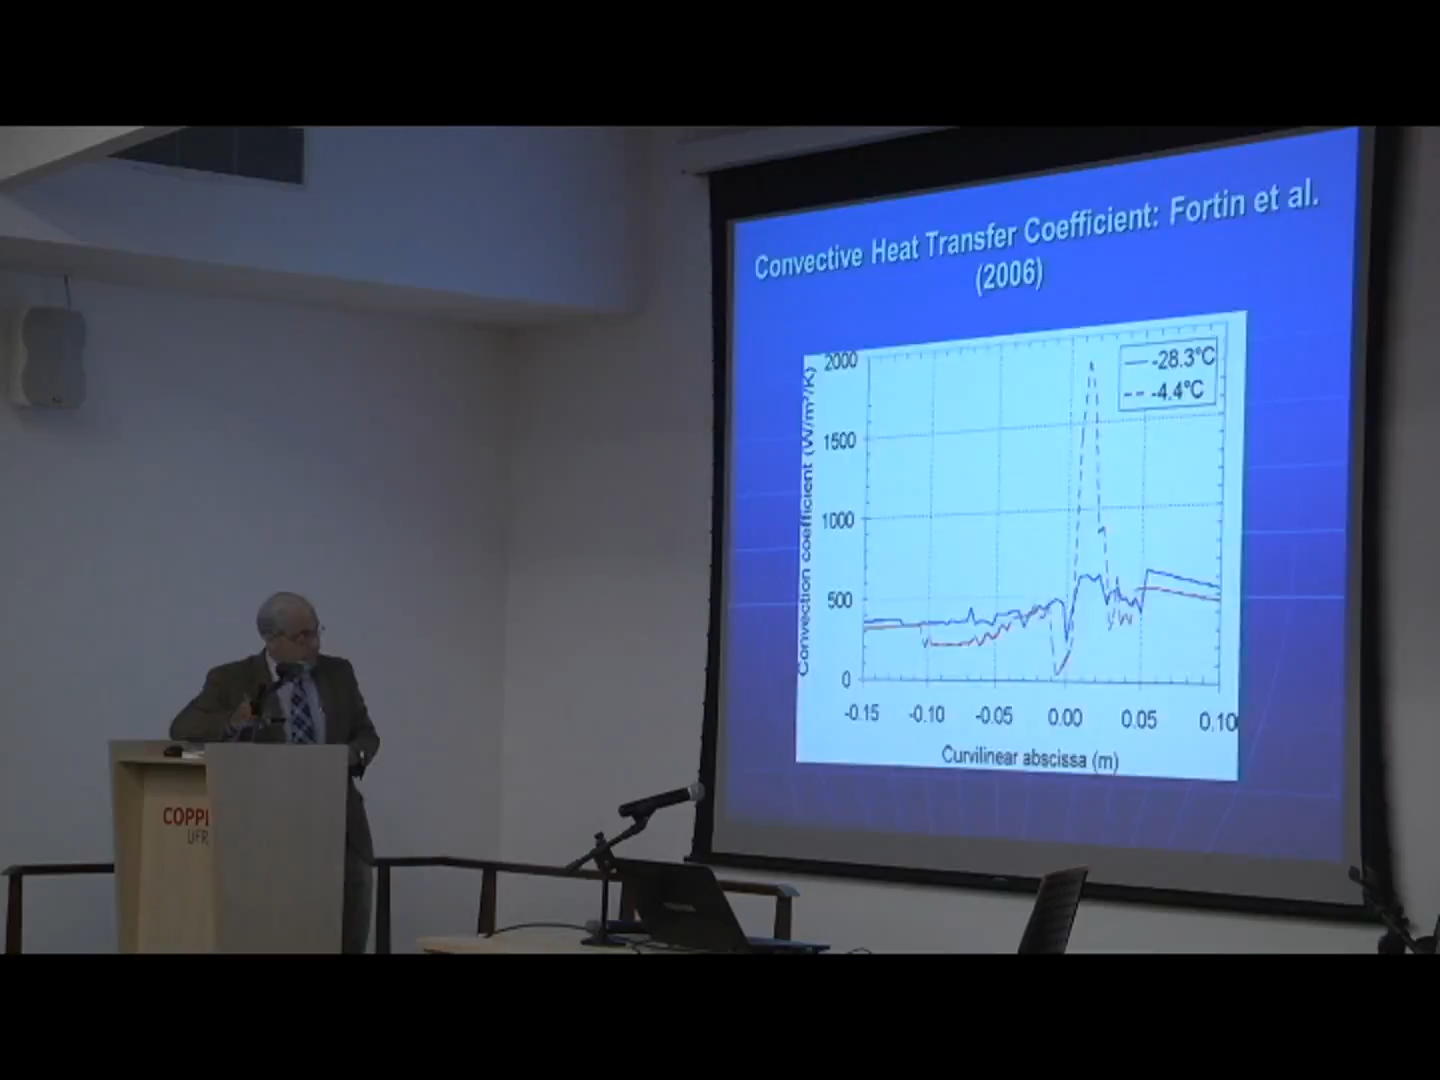 Convective Heat Transfer Coefficient: Fortin et al.
(2006)
Convection coefficient (W/m²/K)
2000
1500
1000
500
0
-28.3°C
-4.4°C
-0.15 -0.10 -0.05 0.00 0.05 0.10
Curvilinear abscissa (m)
COPPE
UFR